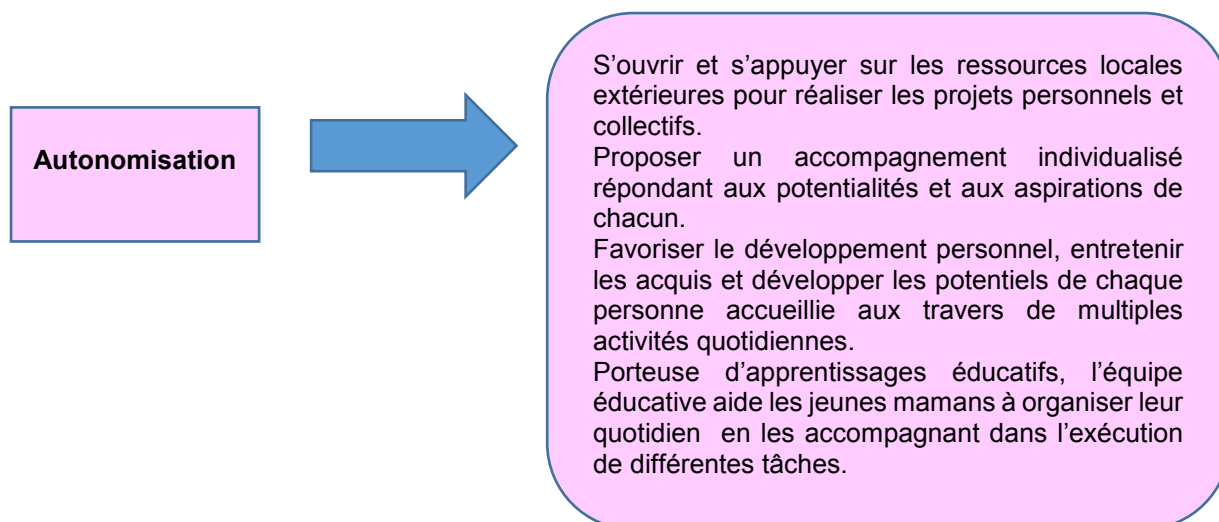 Autonomisation
S’ouvrir et s’appuyer sur les ressources locales
extérieures pour réaliser les projets personnels et
collectifs.
Proposer un accompagnement individualisé
répondant aux potentialités et aux aspirations de
chacun.
Favoriser le développement personnel, entretenir
les acquis et développer les potentiels de chaque
personne accueillie aux travers de multiples
activités quotidiennes.
Porteuse d’apprentissages éducatifs, l’équipe
éducative aide les jeunes mamans à organiser leur
quotidien en les accompagnant dans l’exécution
de différentes tâches.